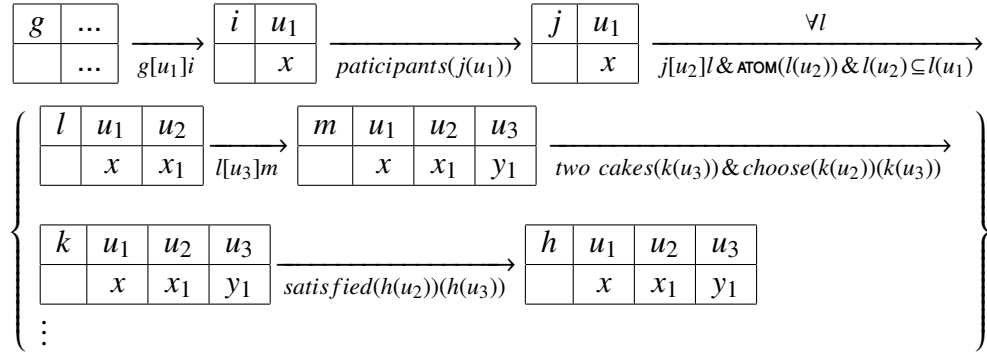 g ... i u₁ j u₁ ∀l
... g[u₁]i x paticipants(j(u₁)) x j[u₂]l & ATOM(l(u₂)) & l(u₂) ⊆ l(u₁)
l u₁ u₂ m u₁ u₂ u₃
x x₁ l[u₃]m x x₁ y₁ two cakes(k(u₃)) & choose(k(u₂))(k(u₃))
k u₁ u₂ u₃ h u₁ u₂ u₃
x x₁ y₁ satisfied(h(u₂))(h(u₃)) x x₁ y₁
⋮